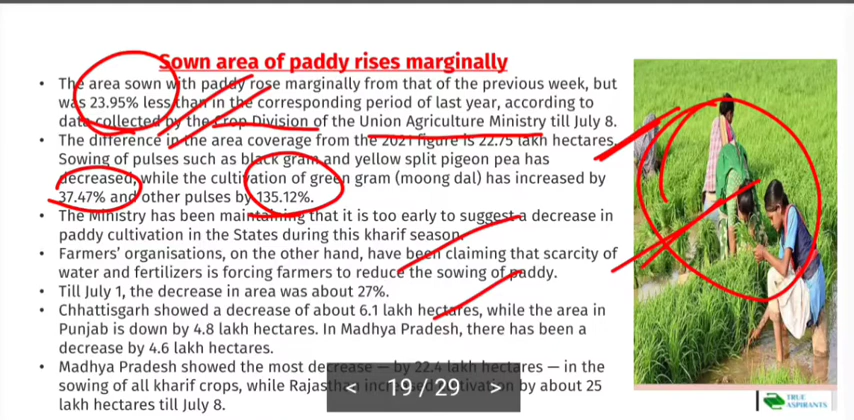 Sown area of paddy rises marginally
• The area sown with paddy rose marginally from that of the previous week, but
was 23.95% less than in the corresponding period of last year, according to
data collected by the Crop Division of the Union Agriculture Ministry till July 8.
• The difference in the area coverage from the 2021 figure is 22.75 lakh hectares.
Sowing of pulses such as black gram and yellow split pigeon pea has
decreased, while the cultivation of green gram (moong dal) has increased by
37.47% and other pulses by 135.12%.
• The Ministry has been maintaining that it is too early to suggest a decrease in
paddy cultivation in the States during this kharif season.
• Farmers' organisations, on the other hand, have been claiming that scarcity of
water and fertilizers is forcing farmers to reduce the sowing of paddy.
• Till July 1, the decrease in area was about 27%.
• Chhattisgarh showed a decrease of about 6.1 lakh hectares, while the area in
Punjab is down by 4.8 lakh hectares. In Madhya Pradesh, there has been a
decrease by 4.6 lakh hectares.
• Madhya Pradesh showed the most decrease — by 22.4 lakh hectares — in the
sowing of all kharif crops, while Rajasthan increased cultivation by about 25
lakh hectares till July 8.
< 19 / 29 >
TRUE
ASPIRANTS